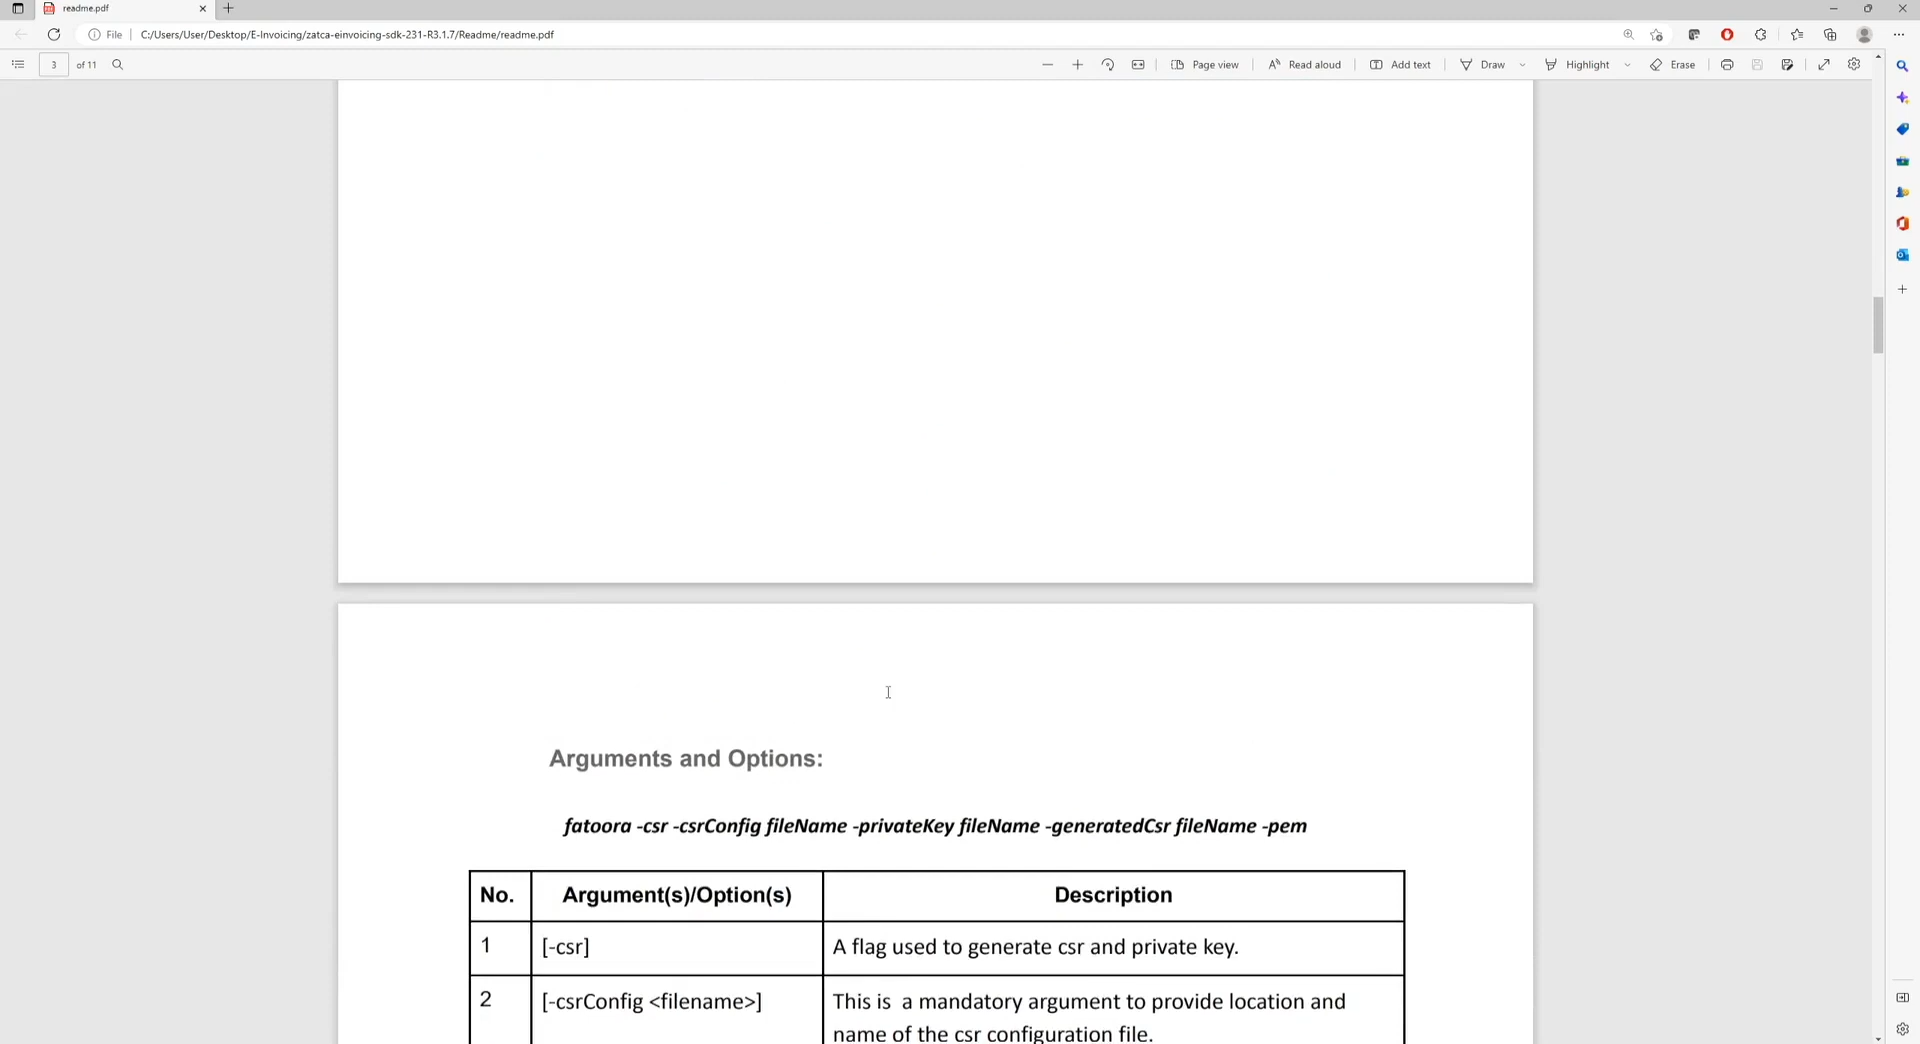 readme.pdf
File
C:/Users/User/Desktop/E-Invoicing/zatca-einvoicing-sdk-231-R3.1.7/Readme/readme.pdf
3 of 11
Page view
Read aloud
Add text
Draw
Highlight
Erase
Arguments and Options:
fatoora -csr -csrConfig fileName -privateKey fileName -generatedCsr fileName -pem
No. Argument(s)/Option(s) Description
1 [-csr] A flag used to generate csr and private key.
2 [-csrConfig <filename>] This is a mandatory argument to provide location and
name of the csr configuration file.